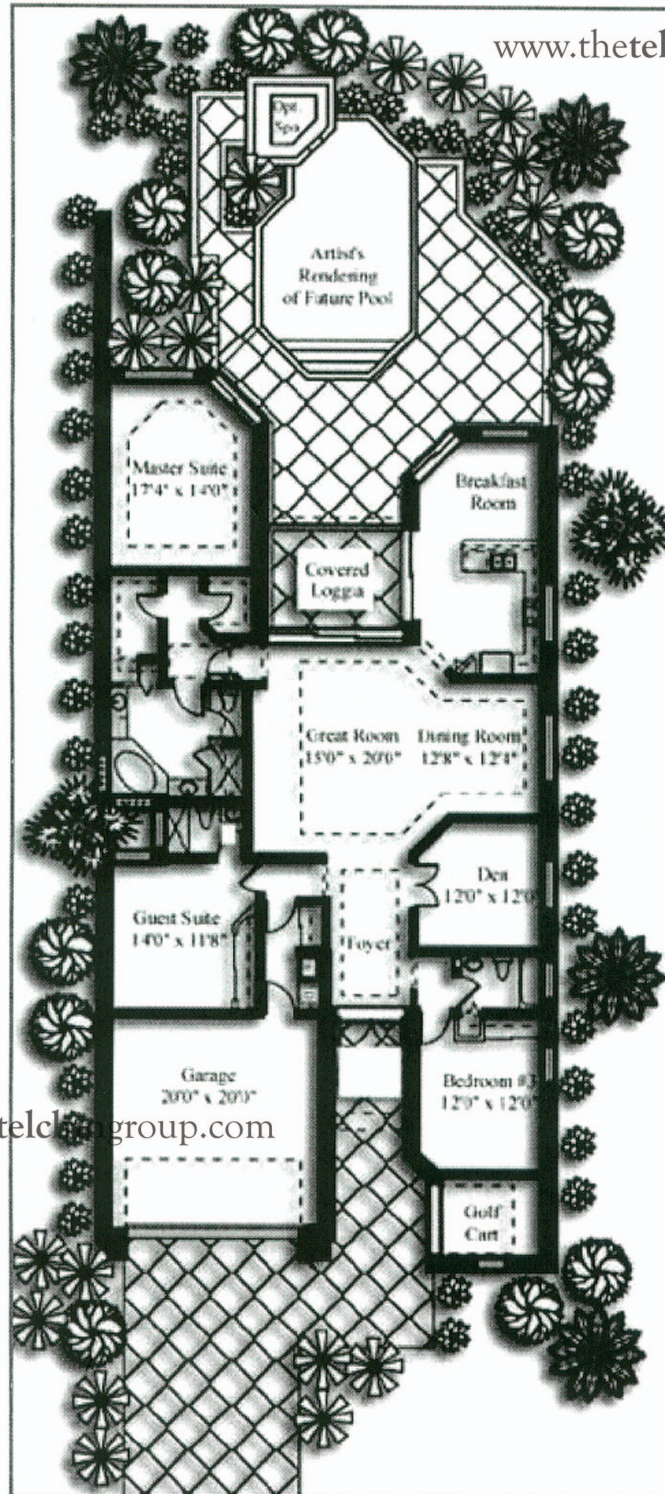 www.thetel
Opt.
Spa
Artist's
Rendering
of Future Pool
Master Suite
17'4" x 14'0"
Breakfast
Room
Covered
Loggia
Great Room
15'0" x 20'0"
Dining Room
12'8" x 12'8"
Den
12'0" x 12'0"
Guest Suite
14'0" x 11'8"
Foyer
Garage
20'0" x 20'0"
Bedroom #3
12'0" x 12'0"
telchingroup.com
Golf
Cart